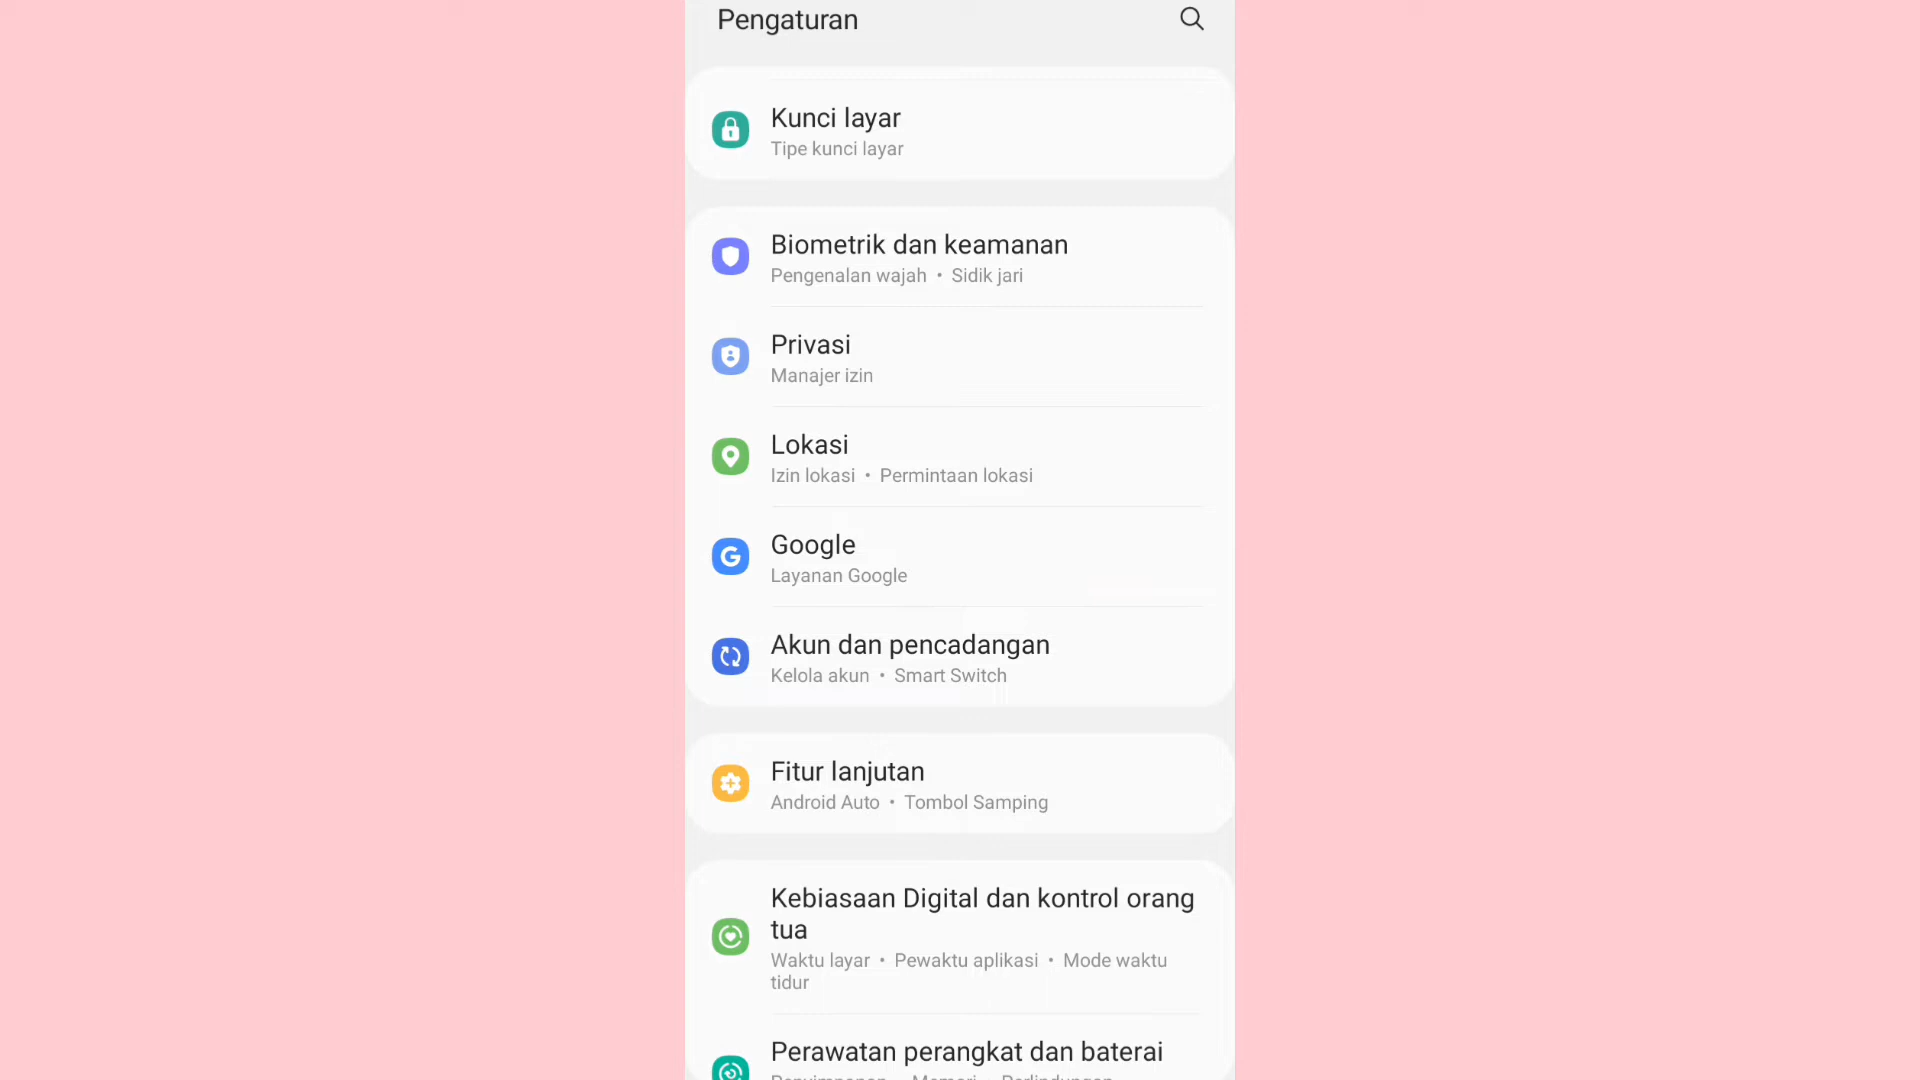 Pengaturan
Kunci layar
Tipe kunci layar
Biometrik dan keamanan
Pengenalan wajah • Sidik jari
Privasi
Manajer izin
Lokasi
Izin lokasi • Permintaan lokasi
Google
Layanan Google
Akun dan pencadangan
Kelola akun • Smart Switch
Fitur lanjutan
Android Auto • Tombol Samping
Kebiasaan Digital dan kontrol orang
tua
Waktu layar • Pewaktu aplikasi • Mode waktu
tidur
Perawatan perangkat dan baterai